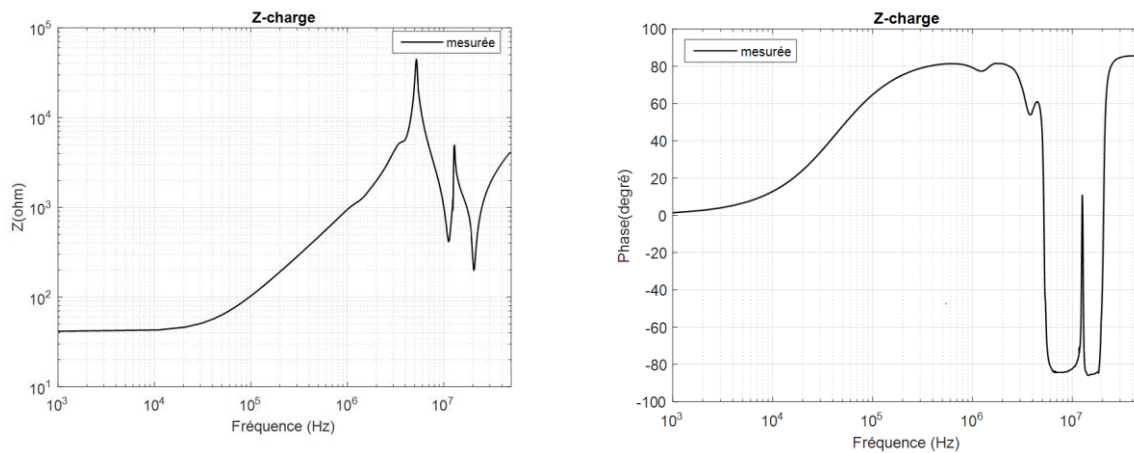 Z-charge
mesurée
10^5
10^4
10^3
10^2
10^1
Z(ohm)
10^3 10^4 10^5 10^6 10^7
Fréquence (Hz)
Z-charge
mesurée
100
80
60
40
20
0
-20
-40
-60
-80
-100
Phase(degré)
10^3 10^4 10^5 10^6 10^7
Fréquence (Hz)